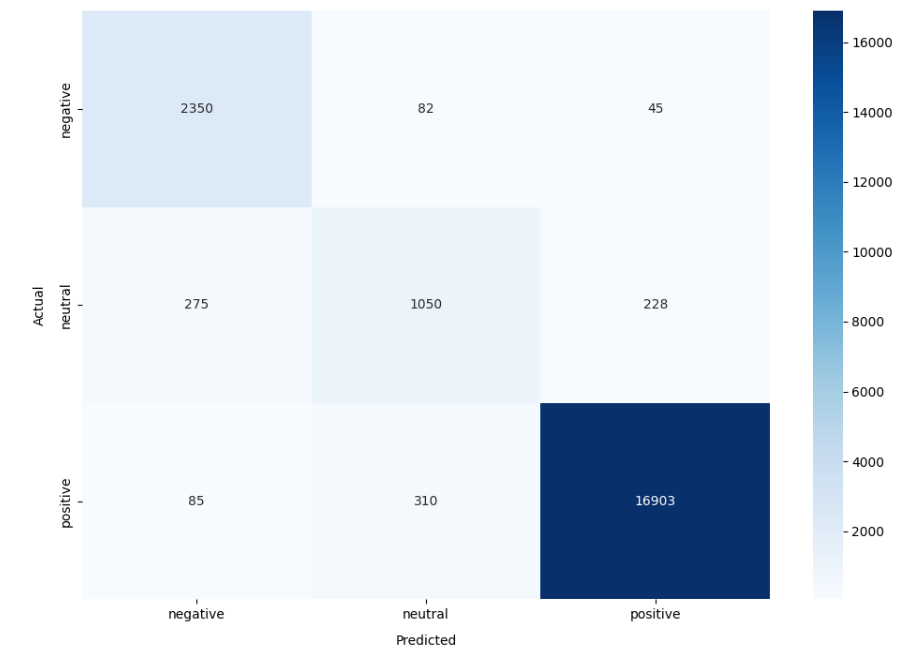 negative 2350 82 45
neutral 275 1050 228
positive 85 310 16903
negative neutral positive
Predicted
Actual
16000
14000
12000
10000
8000
6000
4000
2000